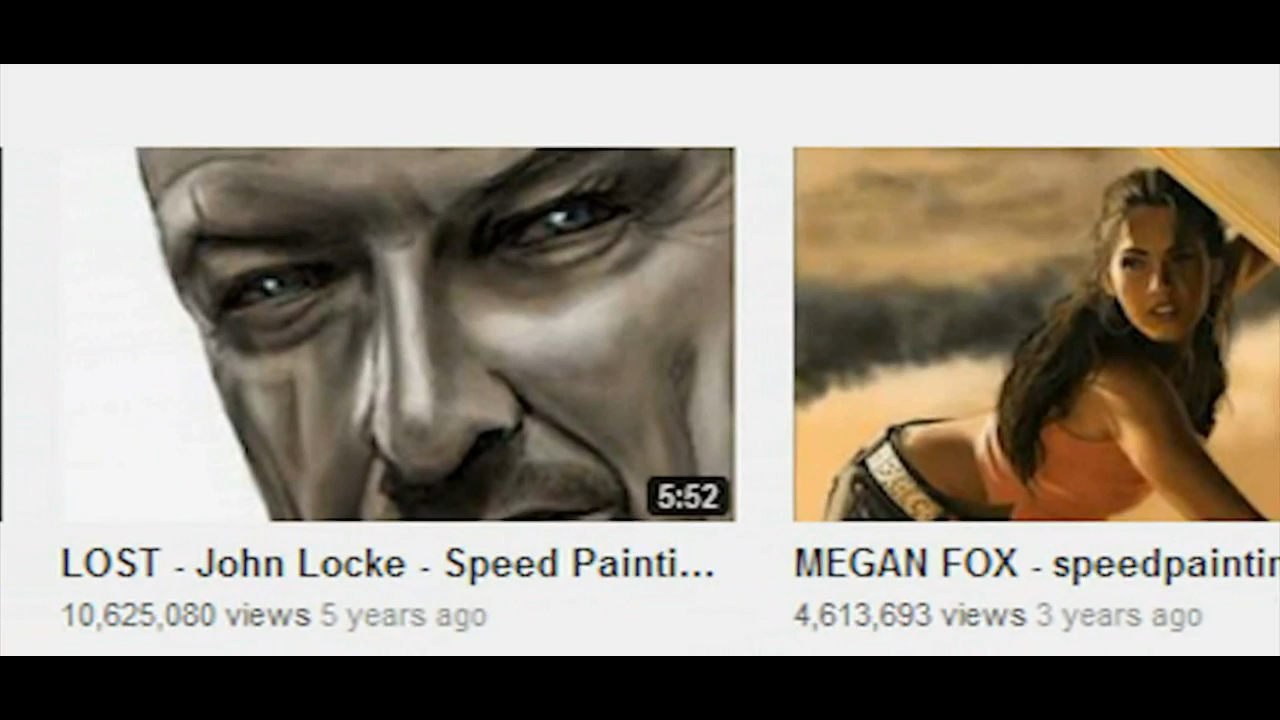 5:52
LOST - John Locke - Speed Painti...
10,625,080 views 5 years ago
MEGAN FOX - speedpaintin
4,613,693 views 3 years ago